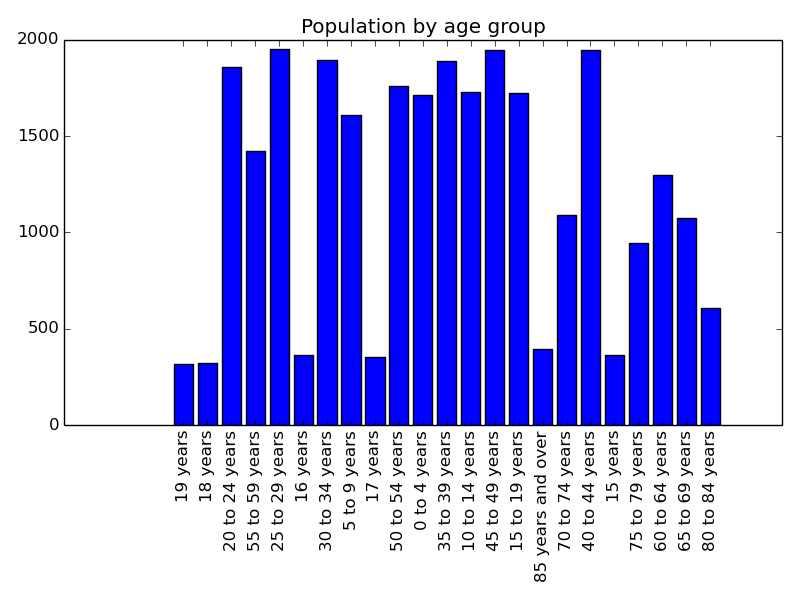 Population by age group
2000
1500
1000
500
0
19 years
18 years
20 to 24 years
55 to 59 years
25 to 29 years
16 years
30 to 34 years
5 to 9 years
17 years
50 to 54 years
0 to 4 years
35 to 39 years
10 to 14 years
45 to 49 years
15 to 19 years
85 years and over
70 to 74 years
40 to 44 years
15 years
75 to 79 years
60 to 64 years
65 to 69 years
80 to 84 years